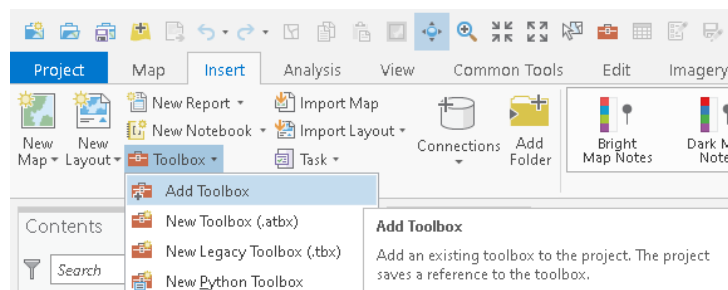 Project Map Insert Analysis View Common Tools Edit Imagery
New Report Import Map
New Notebook Import Layout
New Map New Layout Toolbox Task Connections Add Folder Bright Map Notes Dark
Add Toolbox
New Toolbox (.atbx)
Contents
Add Toolbox
New Legacy Toolbox (.tbx)
Add an existing toolbox to the project. The project
Search
saves a reference to the toolbox.
New Python Toolbox